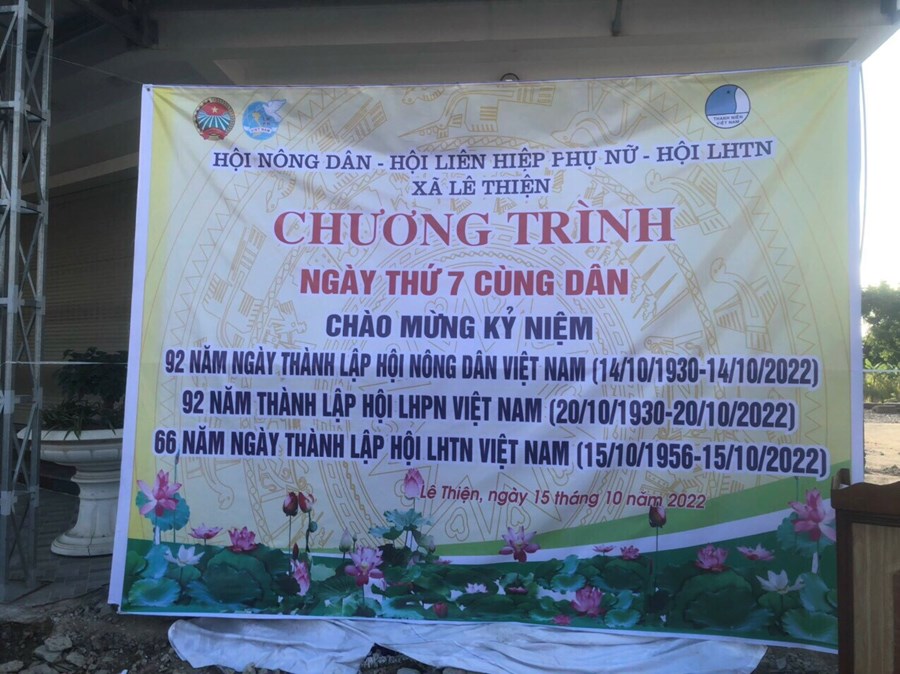 HỘI NÔNG DÂN - HỘI LIÊN HIỆP PHỤ NỮ - HỘI LHTN
XÃ LÊ THIỆN
CHƯƠNG TRÌNH
NGÀY THỨ 7 CÙNG DÂN
CHÀO MỪNG KỶ NIỆM
92 NĂM NGÀY THÀNH LẬP HỘI NÔNG DÂN VIỆT NAM (14/10/1930-14/10/2022)
92 NĂM THÀNH LẬP HỘI LHPN VIỆT NAM (20/10/1930-20/10/2022)
66 NĂM NGÀY THÀNH LẬP HỘI LHTN VIỆT NAM (15/10/1956-15/10/2022)
Lê Thiện, ngày 15 tháng 10 năm 2022
THANH NIÊN
VIỆT NAM